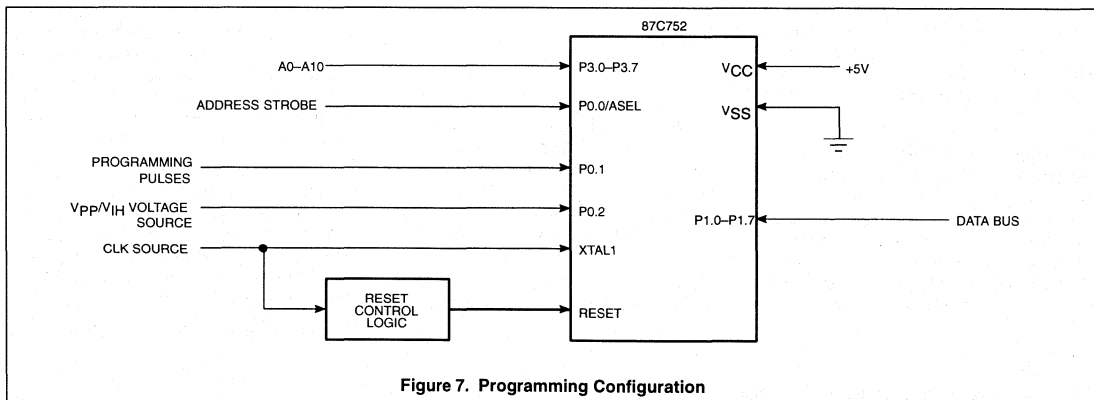 87C752
A0–A10
P3.0–P3.7
VCC
+5V
ADDRESS STROBE
P0.0/ASEL
VSS
PROGRAMMING
PULSES
P0.1
VPP/VIH VOLTAGE
SOURCE
P0.2
P1.0–P1.7
DATA BUS
CLK SOURCE
XTAL1
RESET
CONTROL
LOGIC
RESET
Figure 7. Programming Configuration